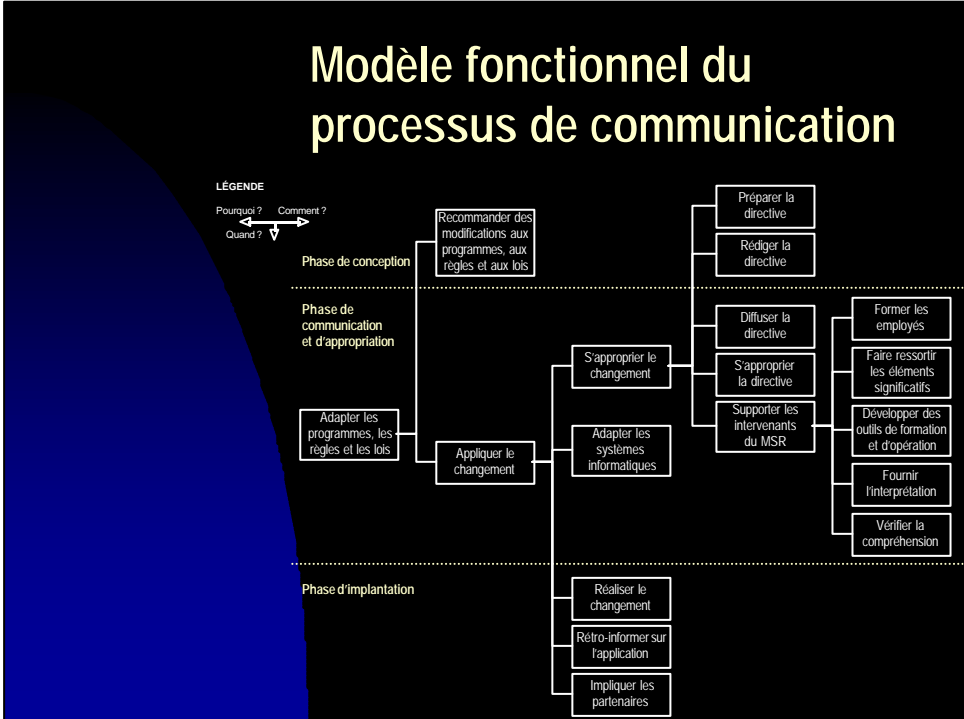 Modèle fonctionnel du
processus de communication
LÉGENDE
Pourquoi ? Comment ?
Quand ?
Phase de conception
Recommander des
modifications aux
programmes, aux
règles et aux lois
Préparer la
directive
Rédiger la
directive
Phase de
communication
et d'appropriation
Adapter les
programmes, les
règles et les lois
Appliquer le
changement
S'approprier le
changement
Adapter les
systèmes
informatiques
Diffuser la
directive
S'approprier
la directive
Supporter les
intervenants
du MSR
Former les
employés
Faire ressortir
les éléments
significatifs
Développer des
outils de formation
et d'opération
Fournir
l'interprétation
Vérifier la
compréhension
Phase d'implantation
Réaliser le
changement
Rétro-informer sur
l'application
Impliquer les
partenaires